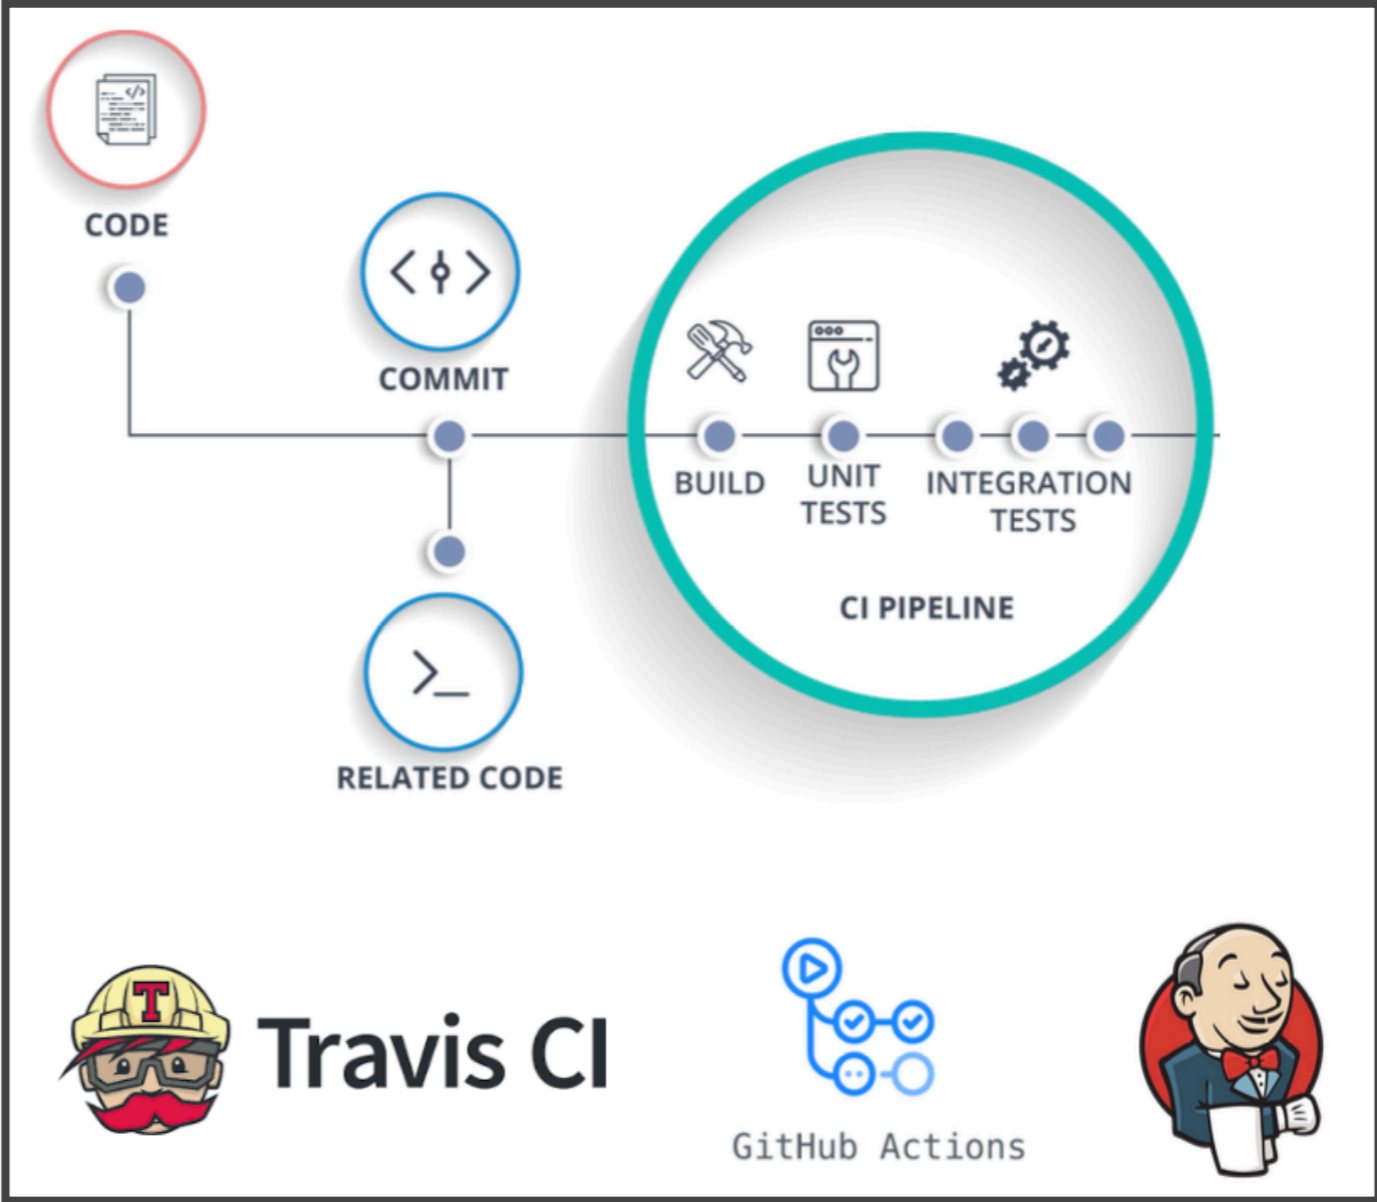 CODE
COMMIT
BUILD
UNIT
TESTS
INTEGRATION
TESTS
CI PIPELINE
RELATED CODE
T
Travis CI
GitHub Actions